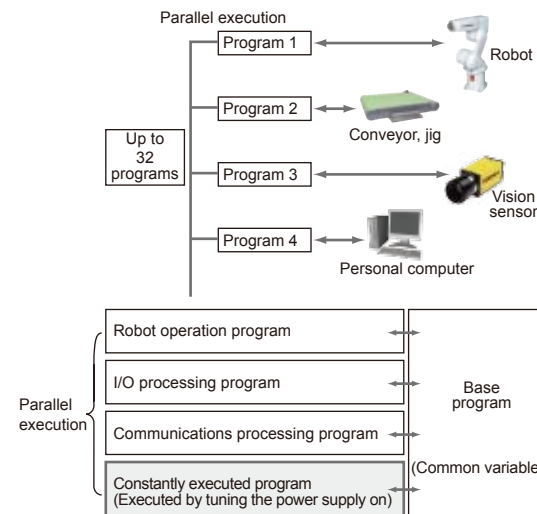 Parallel execution
Program 1
Robot
Program 2
Conveyor, jig
Up to
32
programs
Program 3
Vision
sensor
Program 4
Personal computer
Robot operation program
I/O processing program
Base
program
Parallel
execution
Communications processing program
(Common variable
Constantly executed program
(Executed by tuning the power supply on)